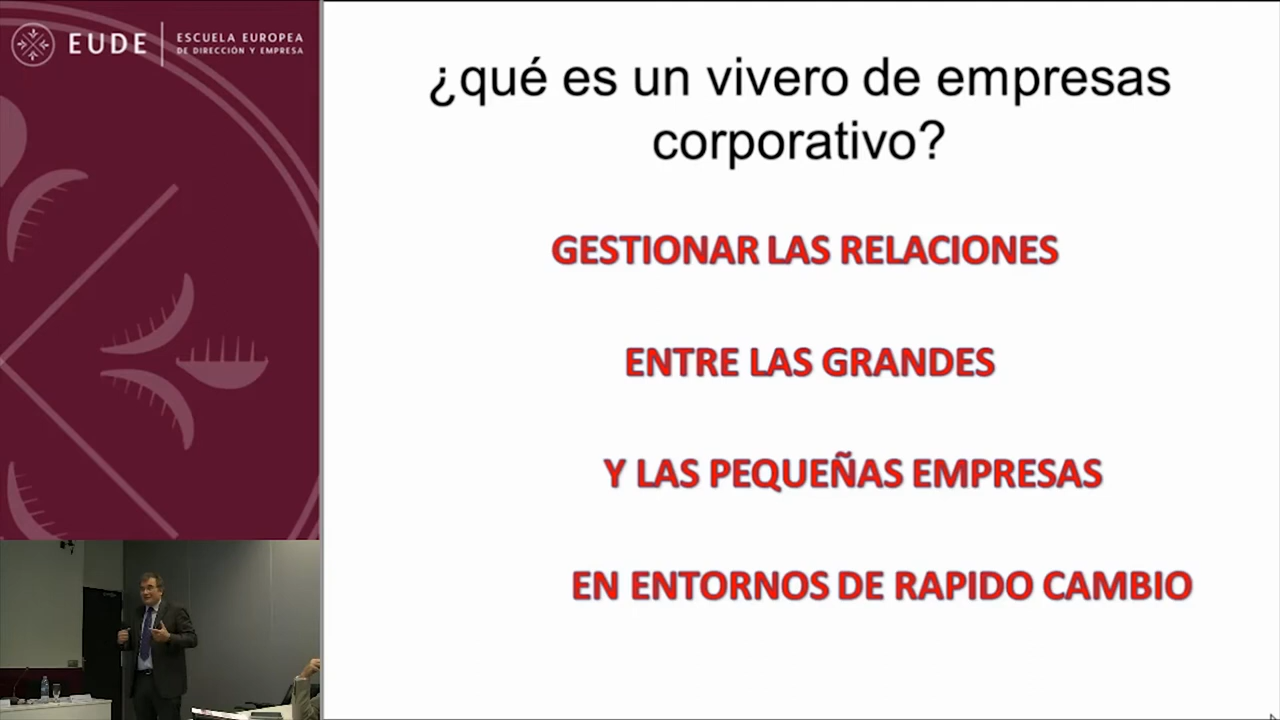 EUDE
ESCUELA EUROPEA
DE DIRECCIÓN Y EMPRESA
¿qué es un vivero de empresas
corporativo?
GESTIONAR LAS RELACIONES
ENTRE LAS GRANDES
Y LAS PEQUEÑAS EMPRESAS
EN ENTORNOS DE RAPIDO CAMBIO